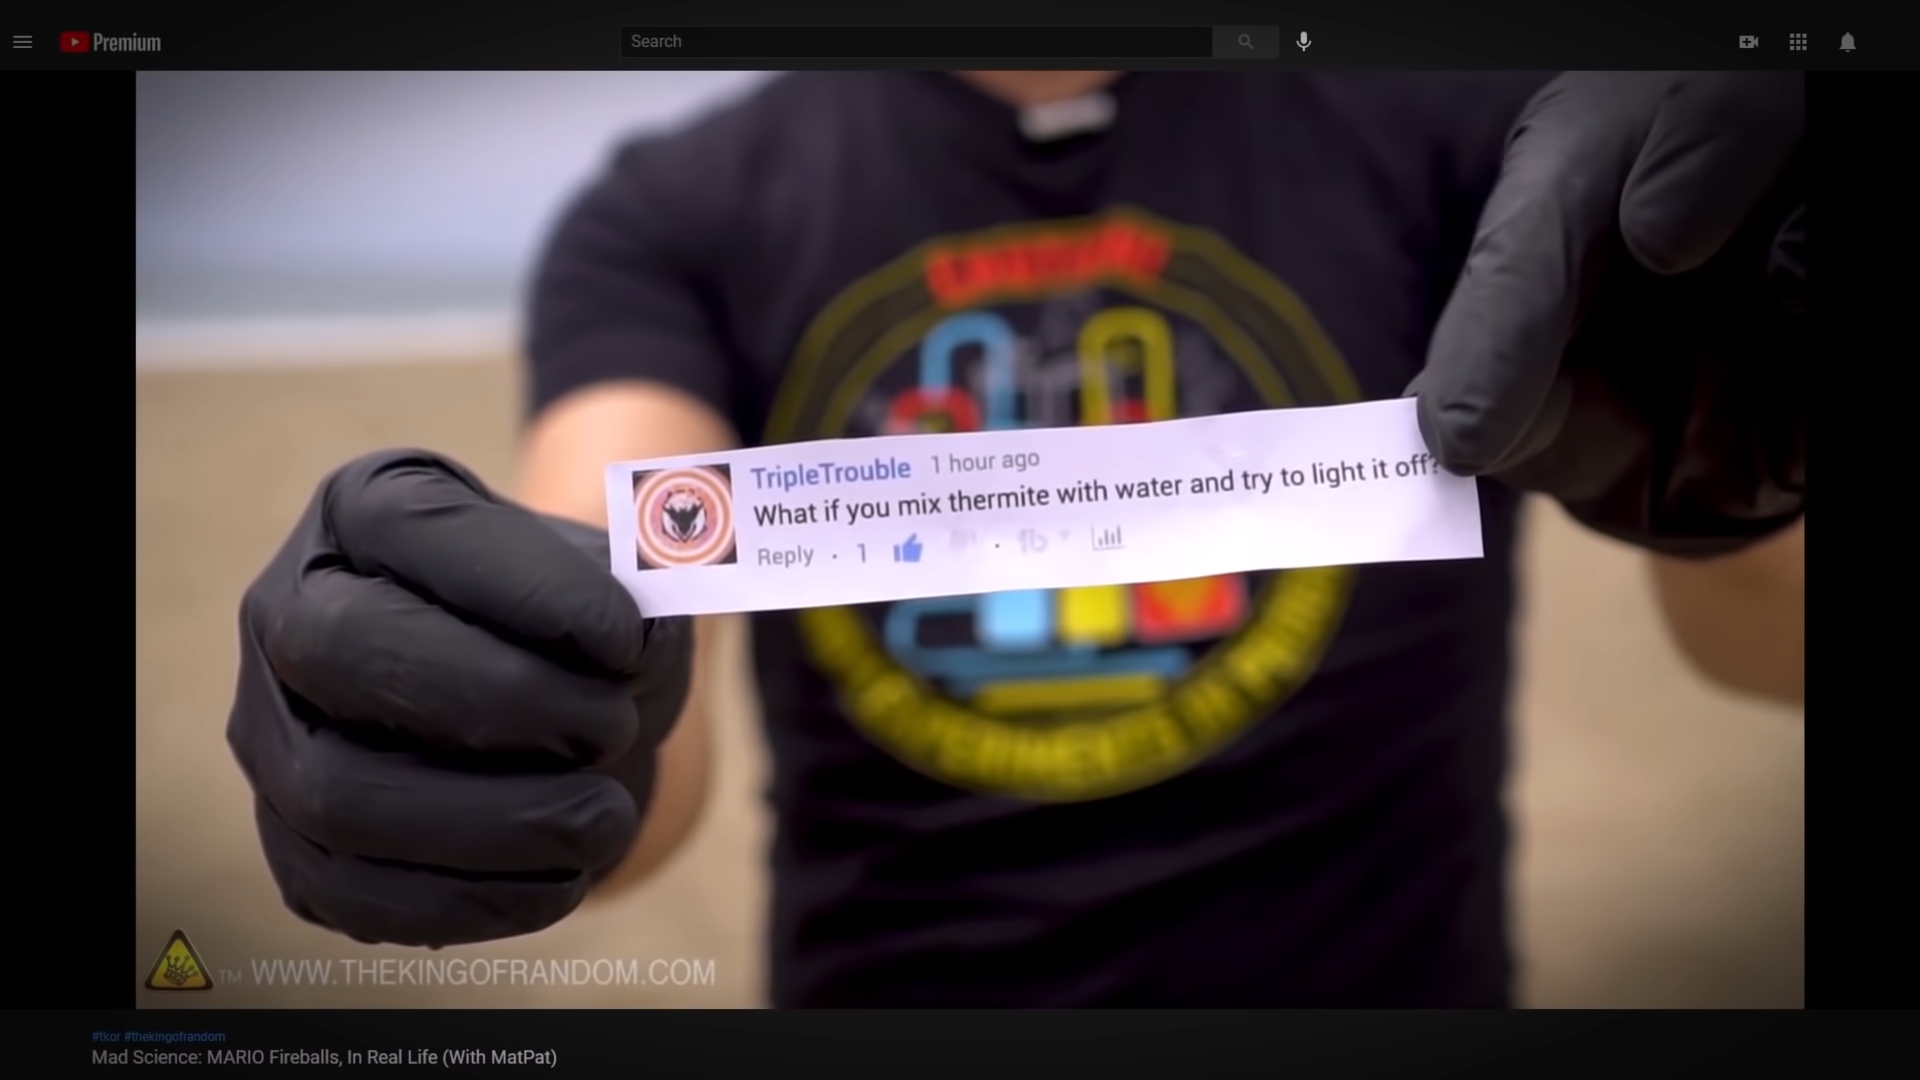 Premium
Search
TripleTrouble 1 hour ago
What if you mix thermite with water and try to light it off?
Reply · 1
TM WWW.THEKINGOFRANDOM.COM
#tkor #thekingofrandom
Mad Science: MARIO Fireballs, In Real Life (With MatPat)